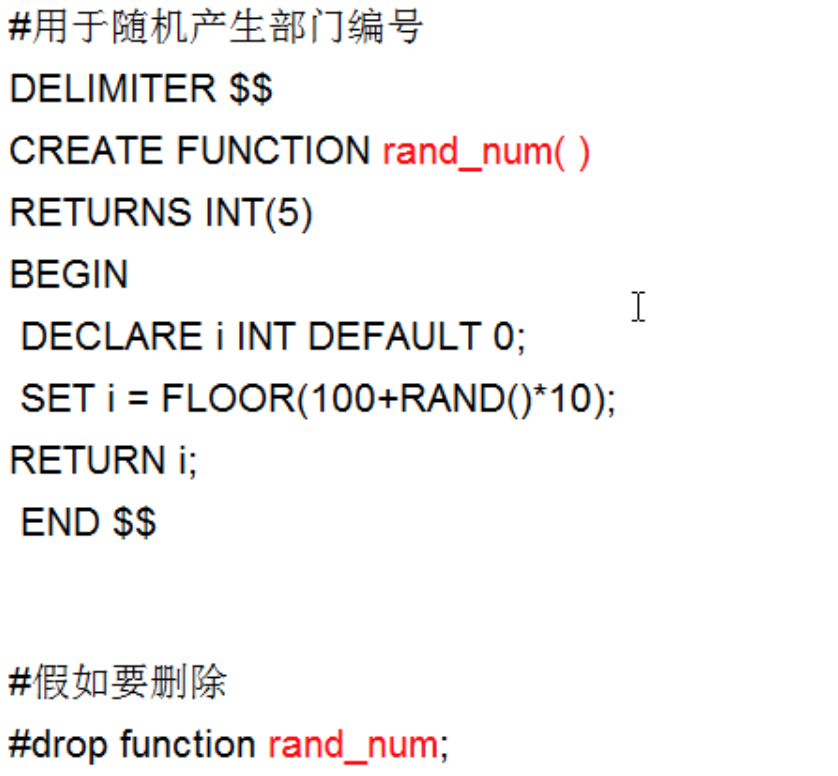 #用于随机产生部门编号
DELIMITER $$
CREATE FUNCTION rand_num( )
RETURNS INT(5)
BEGIN
DECLARE i INT DEFAULT 0;
SET i = FLOOR(100+RAND()*10);
RETURN i;
END $$
#假如要删除
#drop function rand_num;